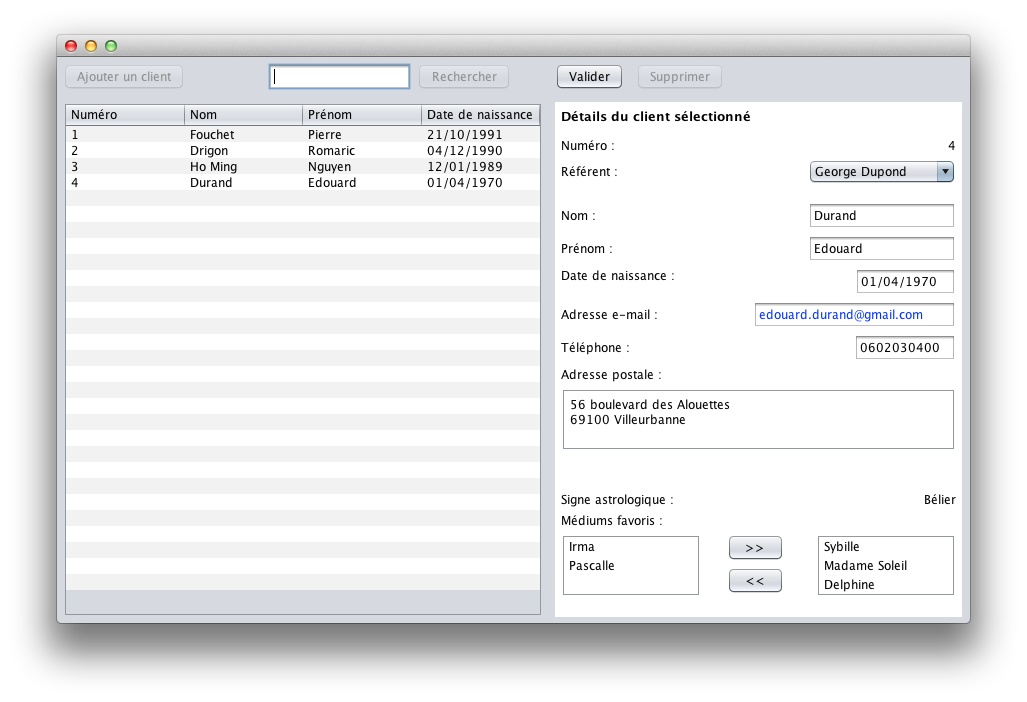 Ajouter un client Rechercher Valider Supprimer
Numéro Nom Prénom Date de naissance
1 Fouchet Pierre 21/10/1991
2 Drigon Romaric 04/12/1990
3 Ho Ming Nguyen 12/01/1989
4 Durand Edouard 01/04/1970
Détails du client sélectionné
Numéro : 4
Référent : George Dupond
Nom : Durand
Prénom : Edouard
Date de naissance : 01/04/1970
Adresse e-mail : edouard.durand@gmail.com
Téléphone : 0602030400
Adresse postale :
56 boulevard des Alouettes
69100 Villeurbanne
Signe astrologique : Bélier
Médiums favoris :
Irma >> Sybille
Pascalle Madame Soleil
<< Delphine